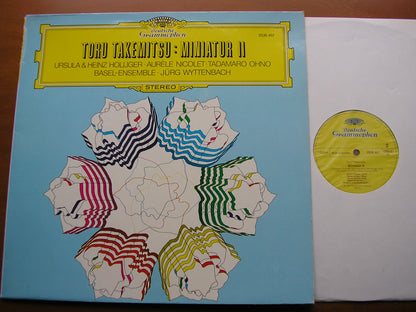 Deutsche
Grammophon
TORU TAKEMITSU : MINIATUR II
URSULA & HEINZ HOLLIGER · AURÈLE NICOLET · TADAMARO OHNO
BASEL-ENSEMBLE · JÜRG WYTTENBACH
STEREO
Deutsche
Grammophon